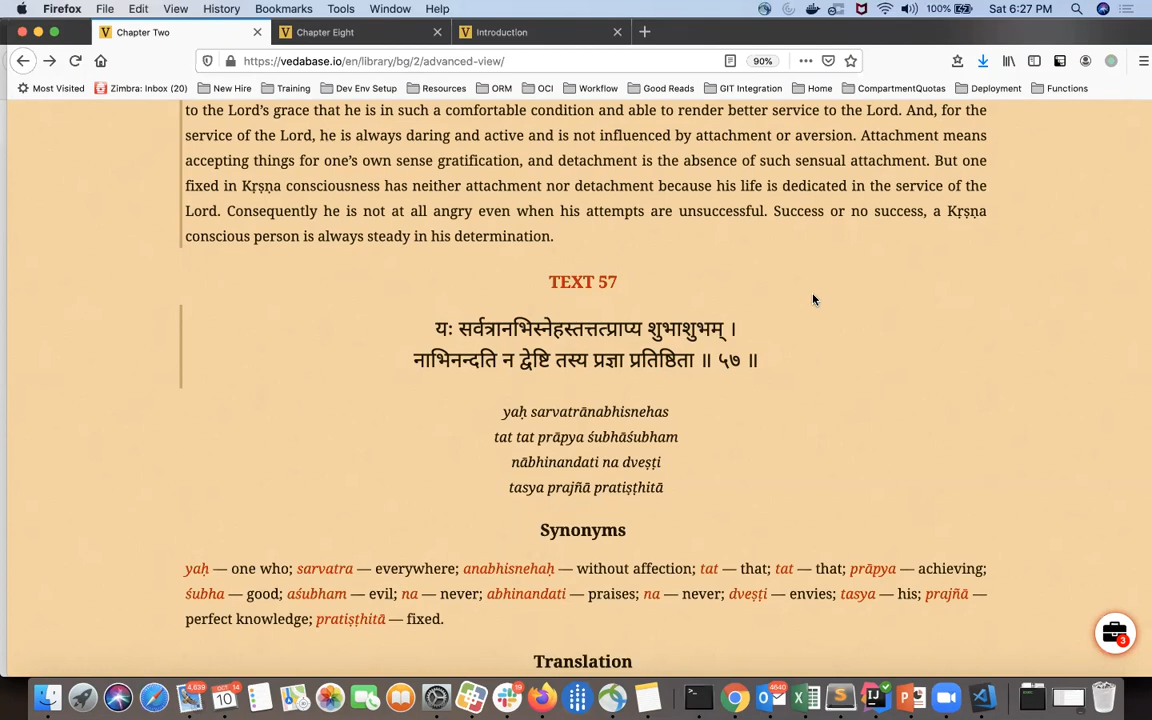 Firefox File Edit View History Bookmarks Tools Window Help 100% Sat 6:27 PM
Chapter Two Chapter Eight Introduction
https://vedabase.io/en/library/bg/2/advanced-view/ 90%
Most Visited Zimbra: Inbox (20) New Hire Training Dev Env Setup Resources ORM OCI Workflow Good Reads GIT Integration Home CompartmentQuotas Deployment Functions
to the Lord’s grace that he is in such a comfortable condition and able to render better service to the Lord. And, for the
service of the Lord, he is always daring and active and is not influenced by attachment or aversion. Attachment means
accepting things for one’s own sense gratification, and detachment is the absence of such sensual attachment. But one
fixed in Kṛṣṇa consciousness has neither attachment nor detachment because his life is dedicated in the service of the
Lord. Consequently he is not at all angry even when his attempts are unsuccessful. Success or no success, a Kṛṣṇa
conscious person is always steady in his determination.
TEXT 57
यः सर्वत्रानभिस्नेहस्तत्तत्प्राप्य शुभाशुभम् ।
नाभिनन्दति न द्वेष्टि तस्य प्रज्ञा प्रतिष्ठिता ॥ ५७ ॥
yaḥ sarvatrānabhisnehas
tat tat prāpya śubhāśubham
nābhinandati na dveṣṭi
tasya prajñā pratiṣṭhitā
Synonyms
yaḥ — one who; sarvatra — everywhere; anabhisnehaḥ — without affection; tat — that; tat — that; prāpya — achieving;
śubha — good; aśubham — evil; na — never; abhinandati — praises; na — never; dveṣṭi — envies; tasya — his; prajñā —
perfect knowledge; pratiṣṭhitā — fixed.
3
Translation
4,639 OCT 10 14 19 4640